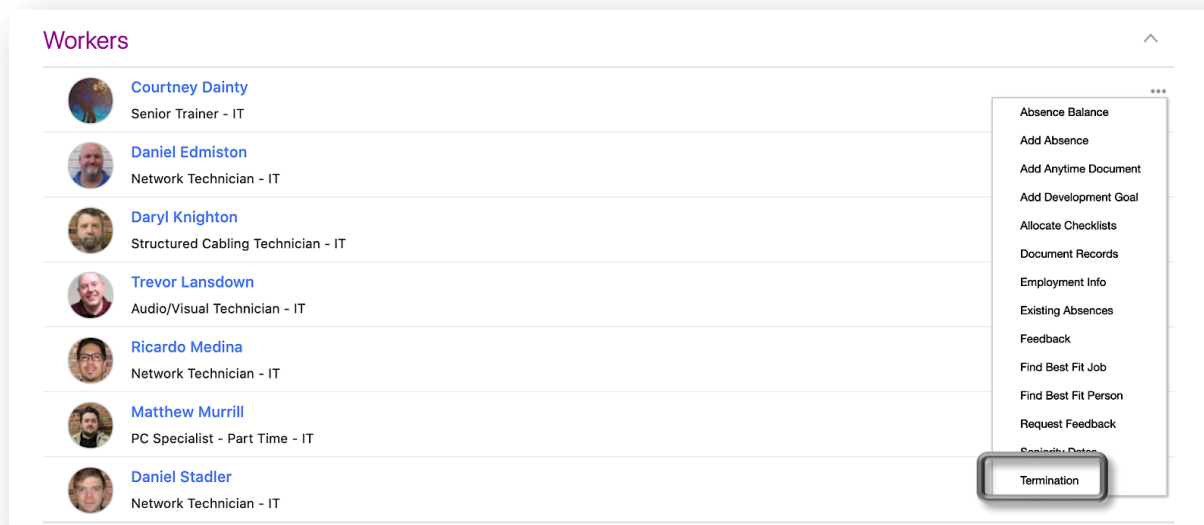 Workers
Courtney Dainty
Senior Trainer - IT
Daniel Edmiston
Network Technician - IT
Daryl Knighton
Structured Cabling Technician - IT
Trevor Lansdown
Audio/Visual Technician - IT
Ricardo Medina
Network Technician - IT
Matthew Murrill
PC Specialist - Part Time - IT
Daniel Stadler
Network Technician - IT
Absence Balance
Add Absence
Add Anytime Document
Add Development Goal
Allocate Checklists
Document Records
Employment Info
Existing Absences
Feedback
Find Best Fit Job
Find Best Fit Person
Request Feedback
Seniority Dates
Termination